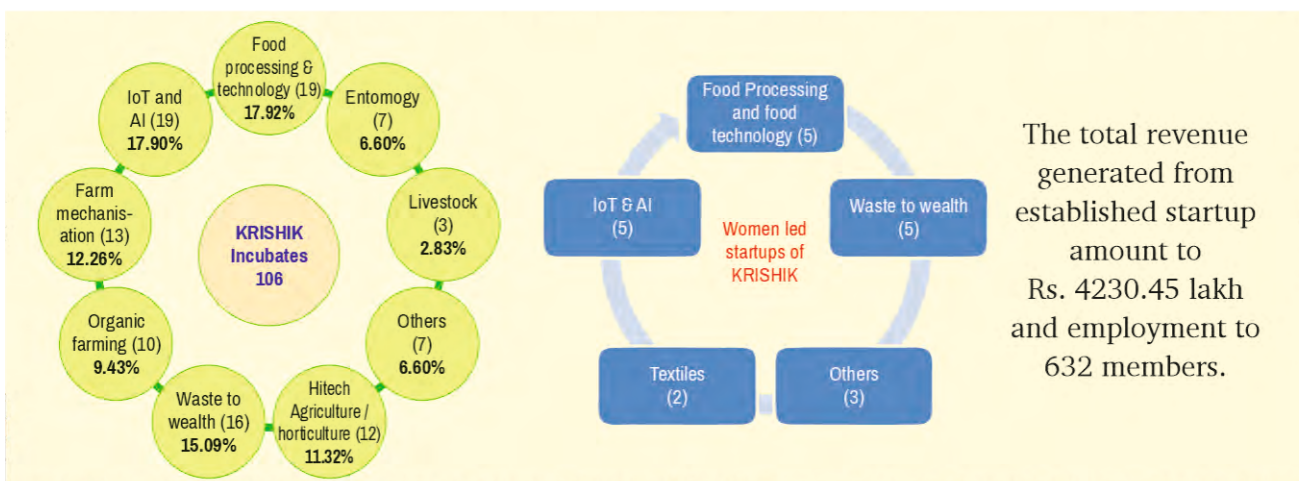 Food
processing &
technology (19)
17.92%
Entomogy
(7)
6.60%
Livestock
(3)
2.83%
Others
(7)
6.60%
Hitech
Agriculture /
horticulture (12)
11.32%
Waste to
wealth (16)
15.09%
Organic
farming (10)
9.43%
Farm
mechanis-
ation (13)
12.26%
IoT and
AI (19)
17.90%
KRISHIK
Incubates
106
Food Processing
and food
technology (5)
Waste to wealth
(5)
Others
(3)
Textiles
(2)
IoT & AI
(5)
Women led
startups of
KRISHIK
The total revenue
generated from
established startup
amount to
Rs. 4230.45 lakh
and employment to
632 members.